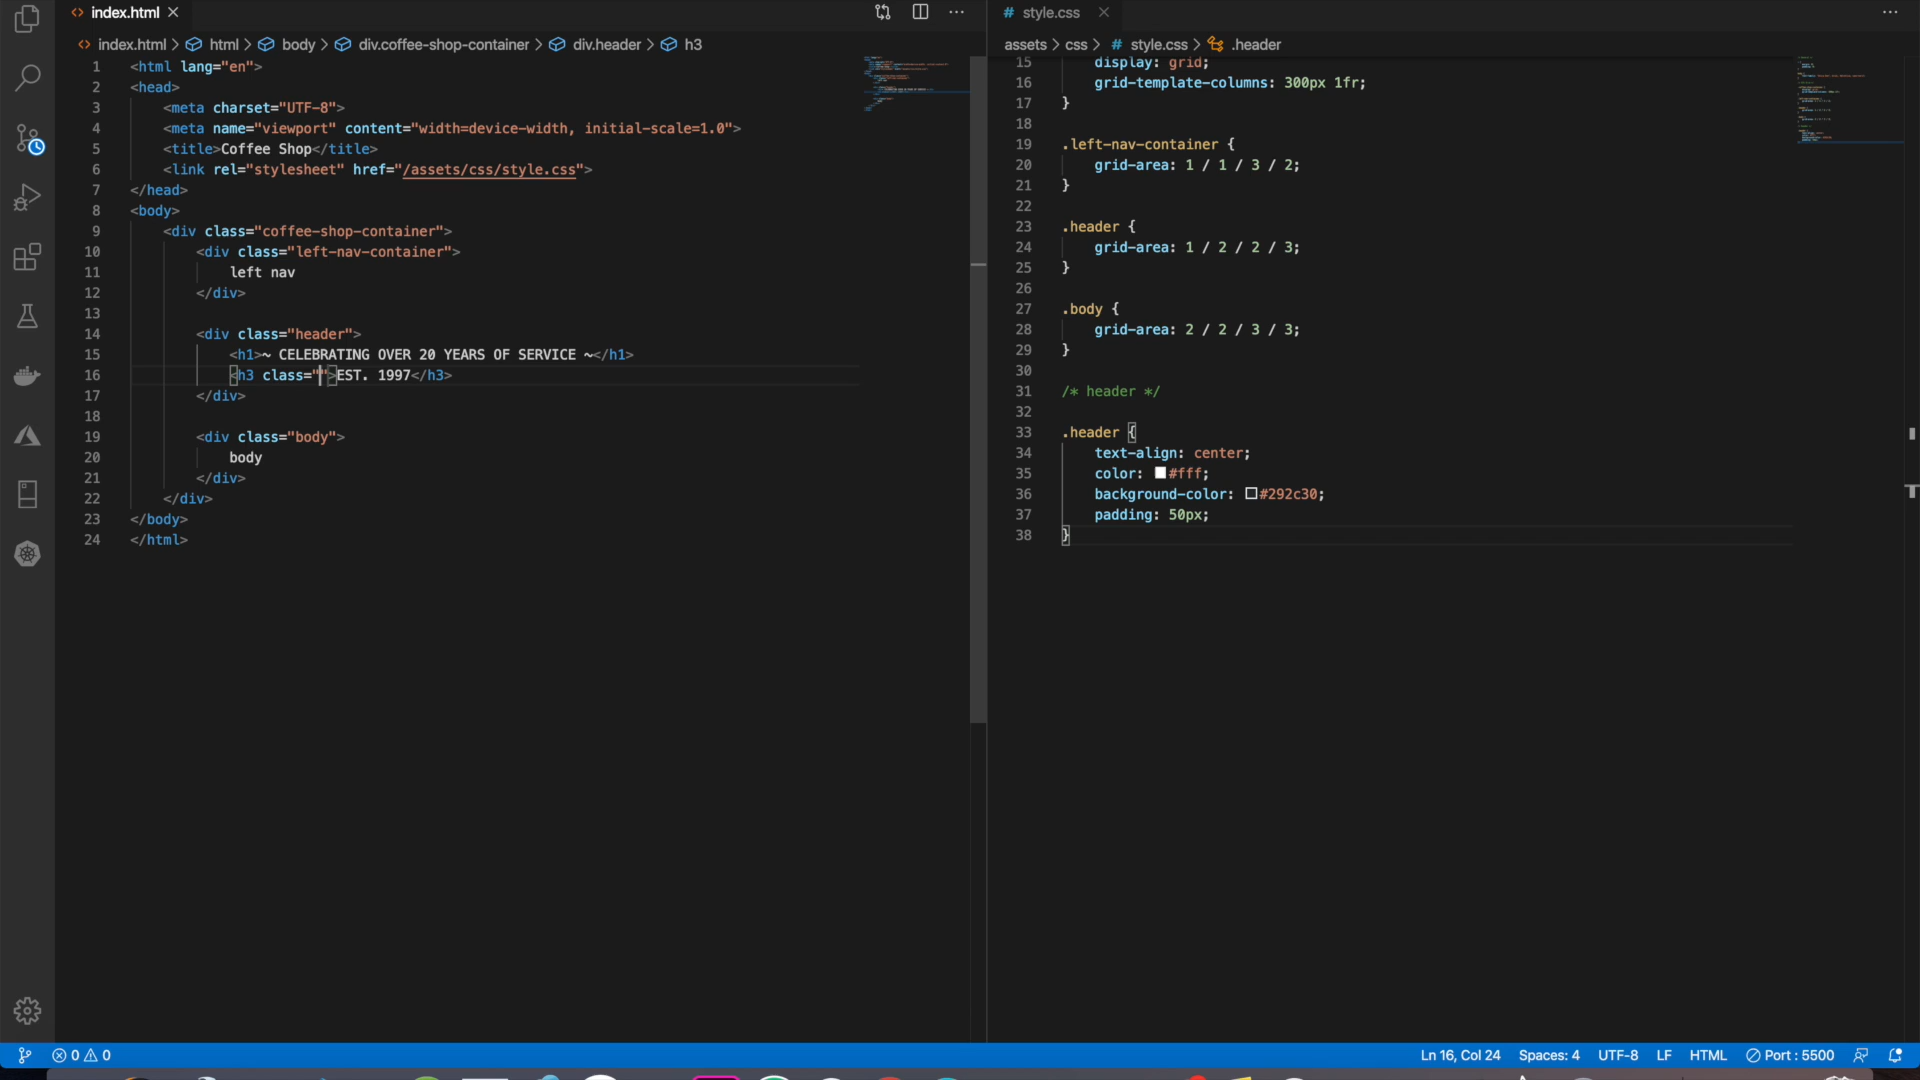 index.html
index.html > html > body > div.coffee-shop-container > div.header > h3
1 <html lang="en">
2 <head>
3 <meta charset="UTF-8">
4 <meta name="viewport" content="width=device-width, initial-scale=1.0">
5 <title>Coffee Shop</title>
6 <link rel="stylesheet" href="/assets/css/style.css">
7 </head>
8 <body>
9 <div class="coffee-shop-container">
10 <div class="left-nav-container">
11 left nav
12 </div>
13
14 <div class="header">
15 <h1>~ CELEBRATING OVER 20 YEARS OF SERVICE ~</h1>
16 <h3 class="">EST. 1997</h3>
17 </div>
18
19 <div class="body">
20 body
21 </div>
22 </div>
23 </body>
24 </html>
# style.css
assets > css > # style.css > .header
15 display: grid;
16 grid-template-columns: 300px 1fr;
17 }
18
19 .left-nav-container {
20 grid-area: 1 / 1 / 3 / 2;
21 }
22
23 .header {
24 grid-area: 1 / 2 / 2 / 3;
25 }
26
27 .body {
28 grid-area: 2 / 2 / 3 / 3;
29 }
30
31 /* header */
32
33 .header {
34 text-align: center;
35 color: #fff;
36 background-color: #292c30;
37 padding: 50px;
38 }
0 0 Ln 16, Col 24 Spaces: 4 UTF-8 LF HTML Port : 5500